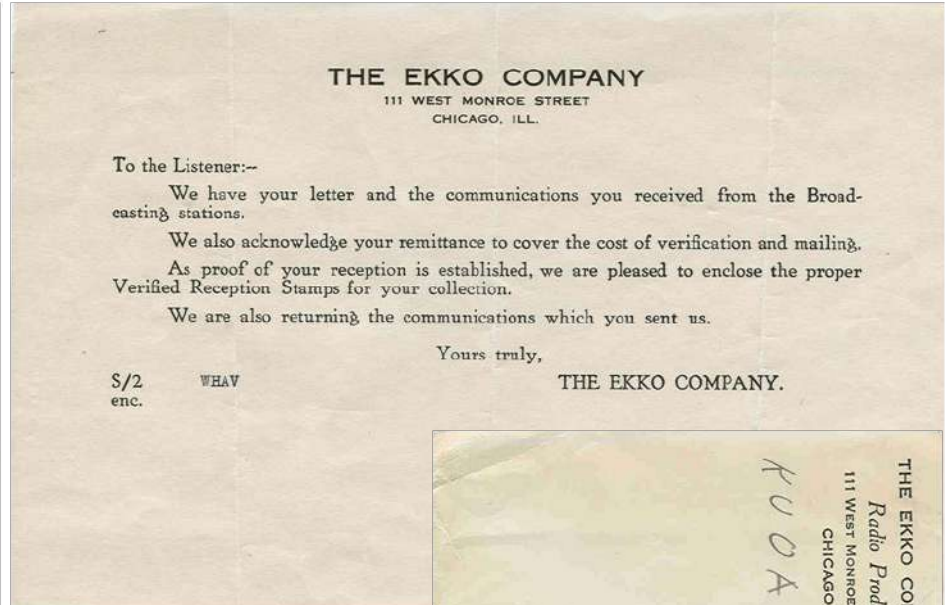 THE EKKO COMPANY
111 WEST MONROE STREET
CHICAGO, ILL.
To the Listener:--
We have your letter and the communications you received from the Broad-
casting stations.
We also acknowledge your remittance to cover the cost of verification and mailing.
As proof of your reception is established, we are pleased to enclose the proper
Verified Reception Stamps for your collection.
We are also returning the communications which you sent us.
Yours truly,
S/2 WHAV THE EKKO COMPANY.
enc.
THE EKKO CO
Radio Prod
111 WEST MONROE
CHICAGO
KUOA